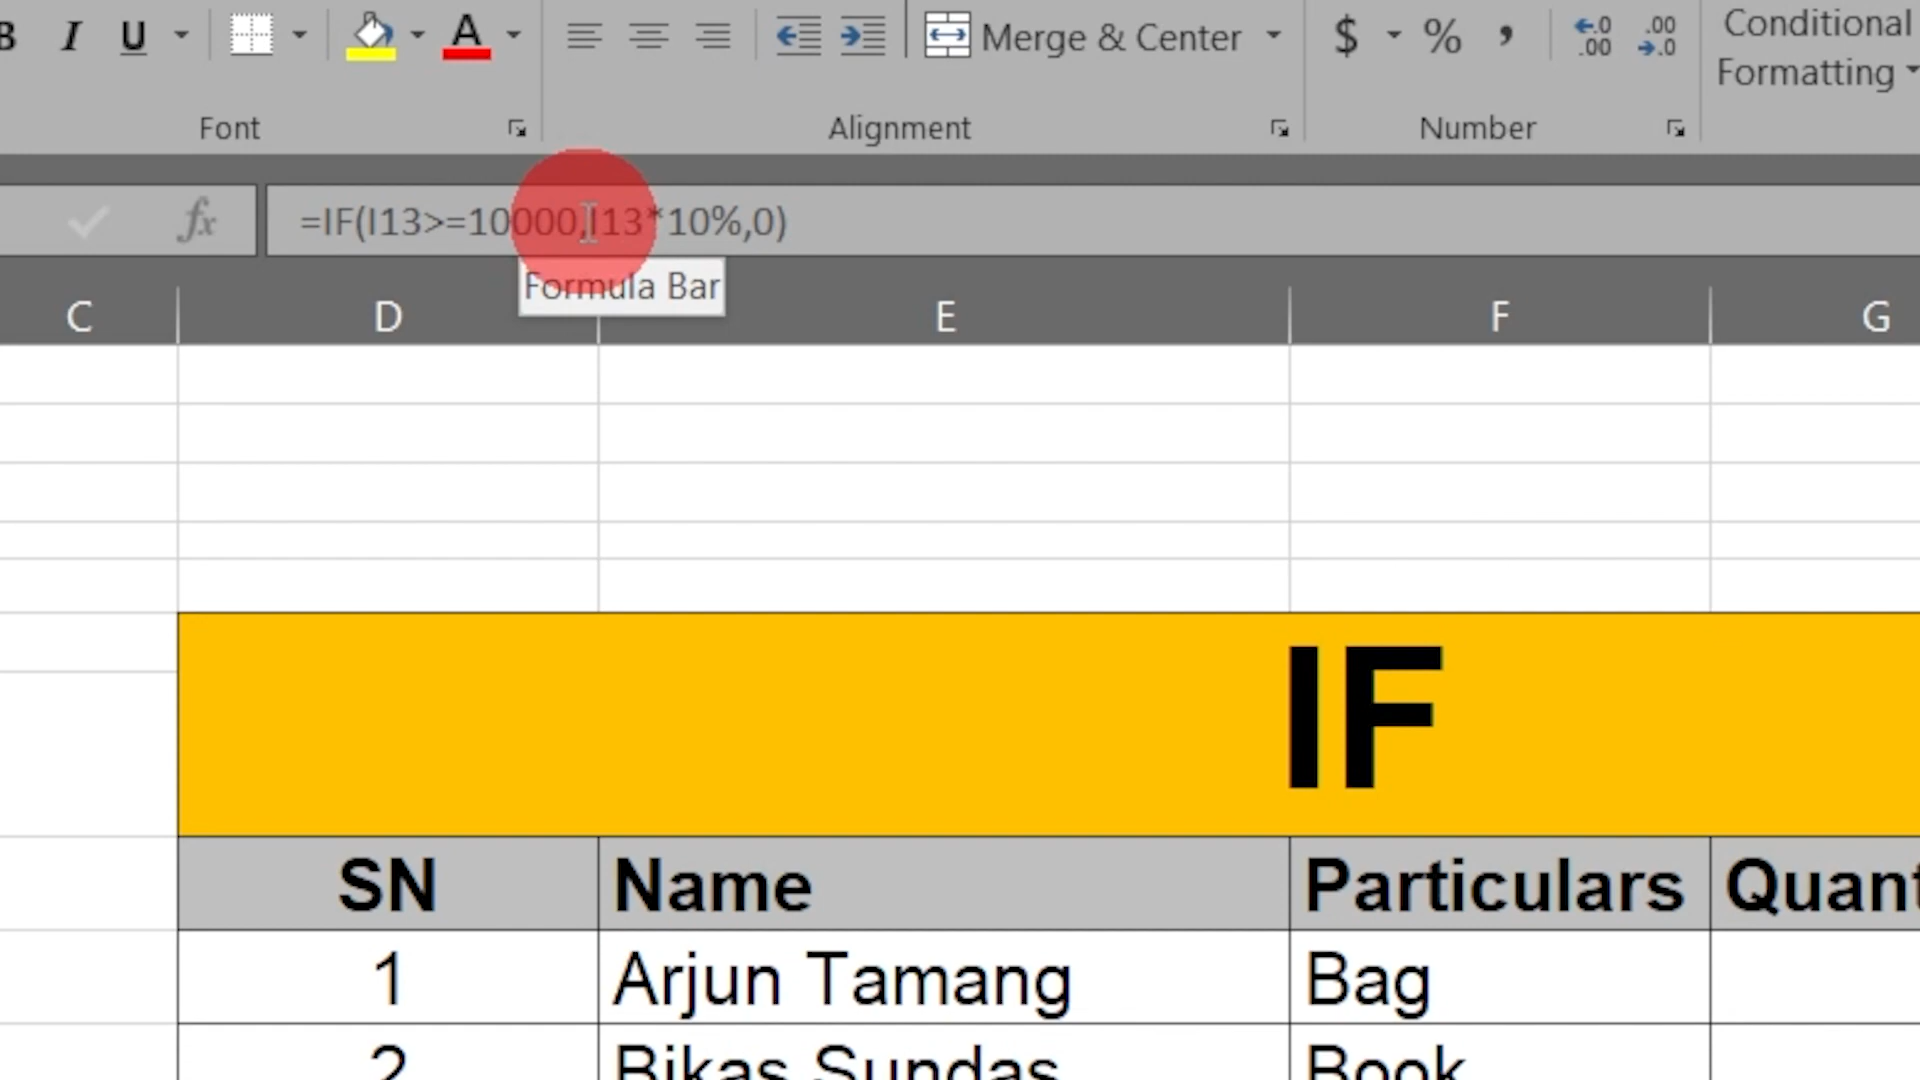 B I U A Merge & Center $ % , ←.0 .00 .00 →.0 Conditional
Formatting
Font Alignment Number
fx =IF(I13>=10000,I13*10%,0)
Formula Bar
C D E F G
IF
SN Name Particulars Quant
1 Arjun Tamang Bag
2 Bikas Sundas Book